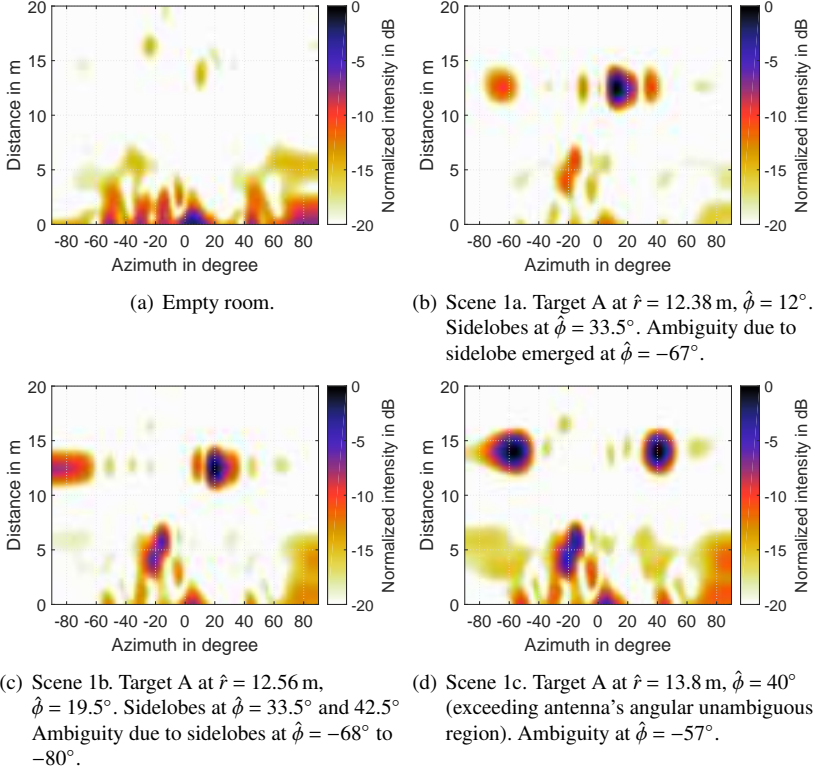 20
15
10
5
0
-80 -60 -40 -20 0 20 40 60 80
Distance in m
Azimuth in degree
0
-5
-10
-15
-20
Normalized intensity in dB
(a) Empty room.
20
15
10
5
0
-80 -60 -40 -20 0 20 40 60 80
Distance in m
Azimuth in degree
0
-5
-10
-15
-20
Normalized intensity in dB
(b) Scene 1a. Target A at r̂ = 12.38 m, ϕ̂ = 12°.
Sidelobes at ϕ̂ = 33.5°. Ambiguity due to
sidelobe emerged at ϕ̂ = −67°.
20
15
10
5
0
-80 -60 -40 -20 0 20 40 60 80
Distance in m
Azimuth in degree
0
-5
-10
-15
-20
Normalized intensity in dB
(c) Scene 1b. Target A at r̂ = 12.56 m,
ϕ̂ = 19.5°. Sidelobes at ϕ̂ = 33.5° and 42.5°
Ambiguity due to sidelobes at ϕ̂ = −68° to
−80°.
20
15
10
5
0
-80 -60 -40 -20 0 20 40 60 80
Distance in m
Azimuth in degree
0
-5
-10
-15
-20
Normalized intensity in dB
(d) Scene 1c. Target A at r̂ = 13.8 m, ϕ̂ = 40°
(exceeding antenna's angular unambiguous
region). Ambiguity at ϕ̂ = −57°.